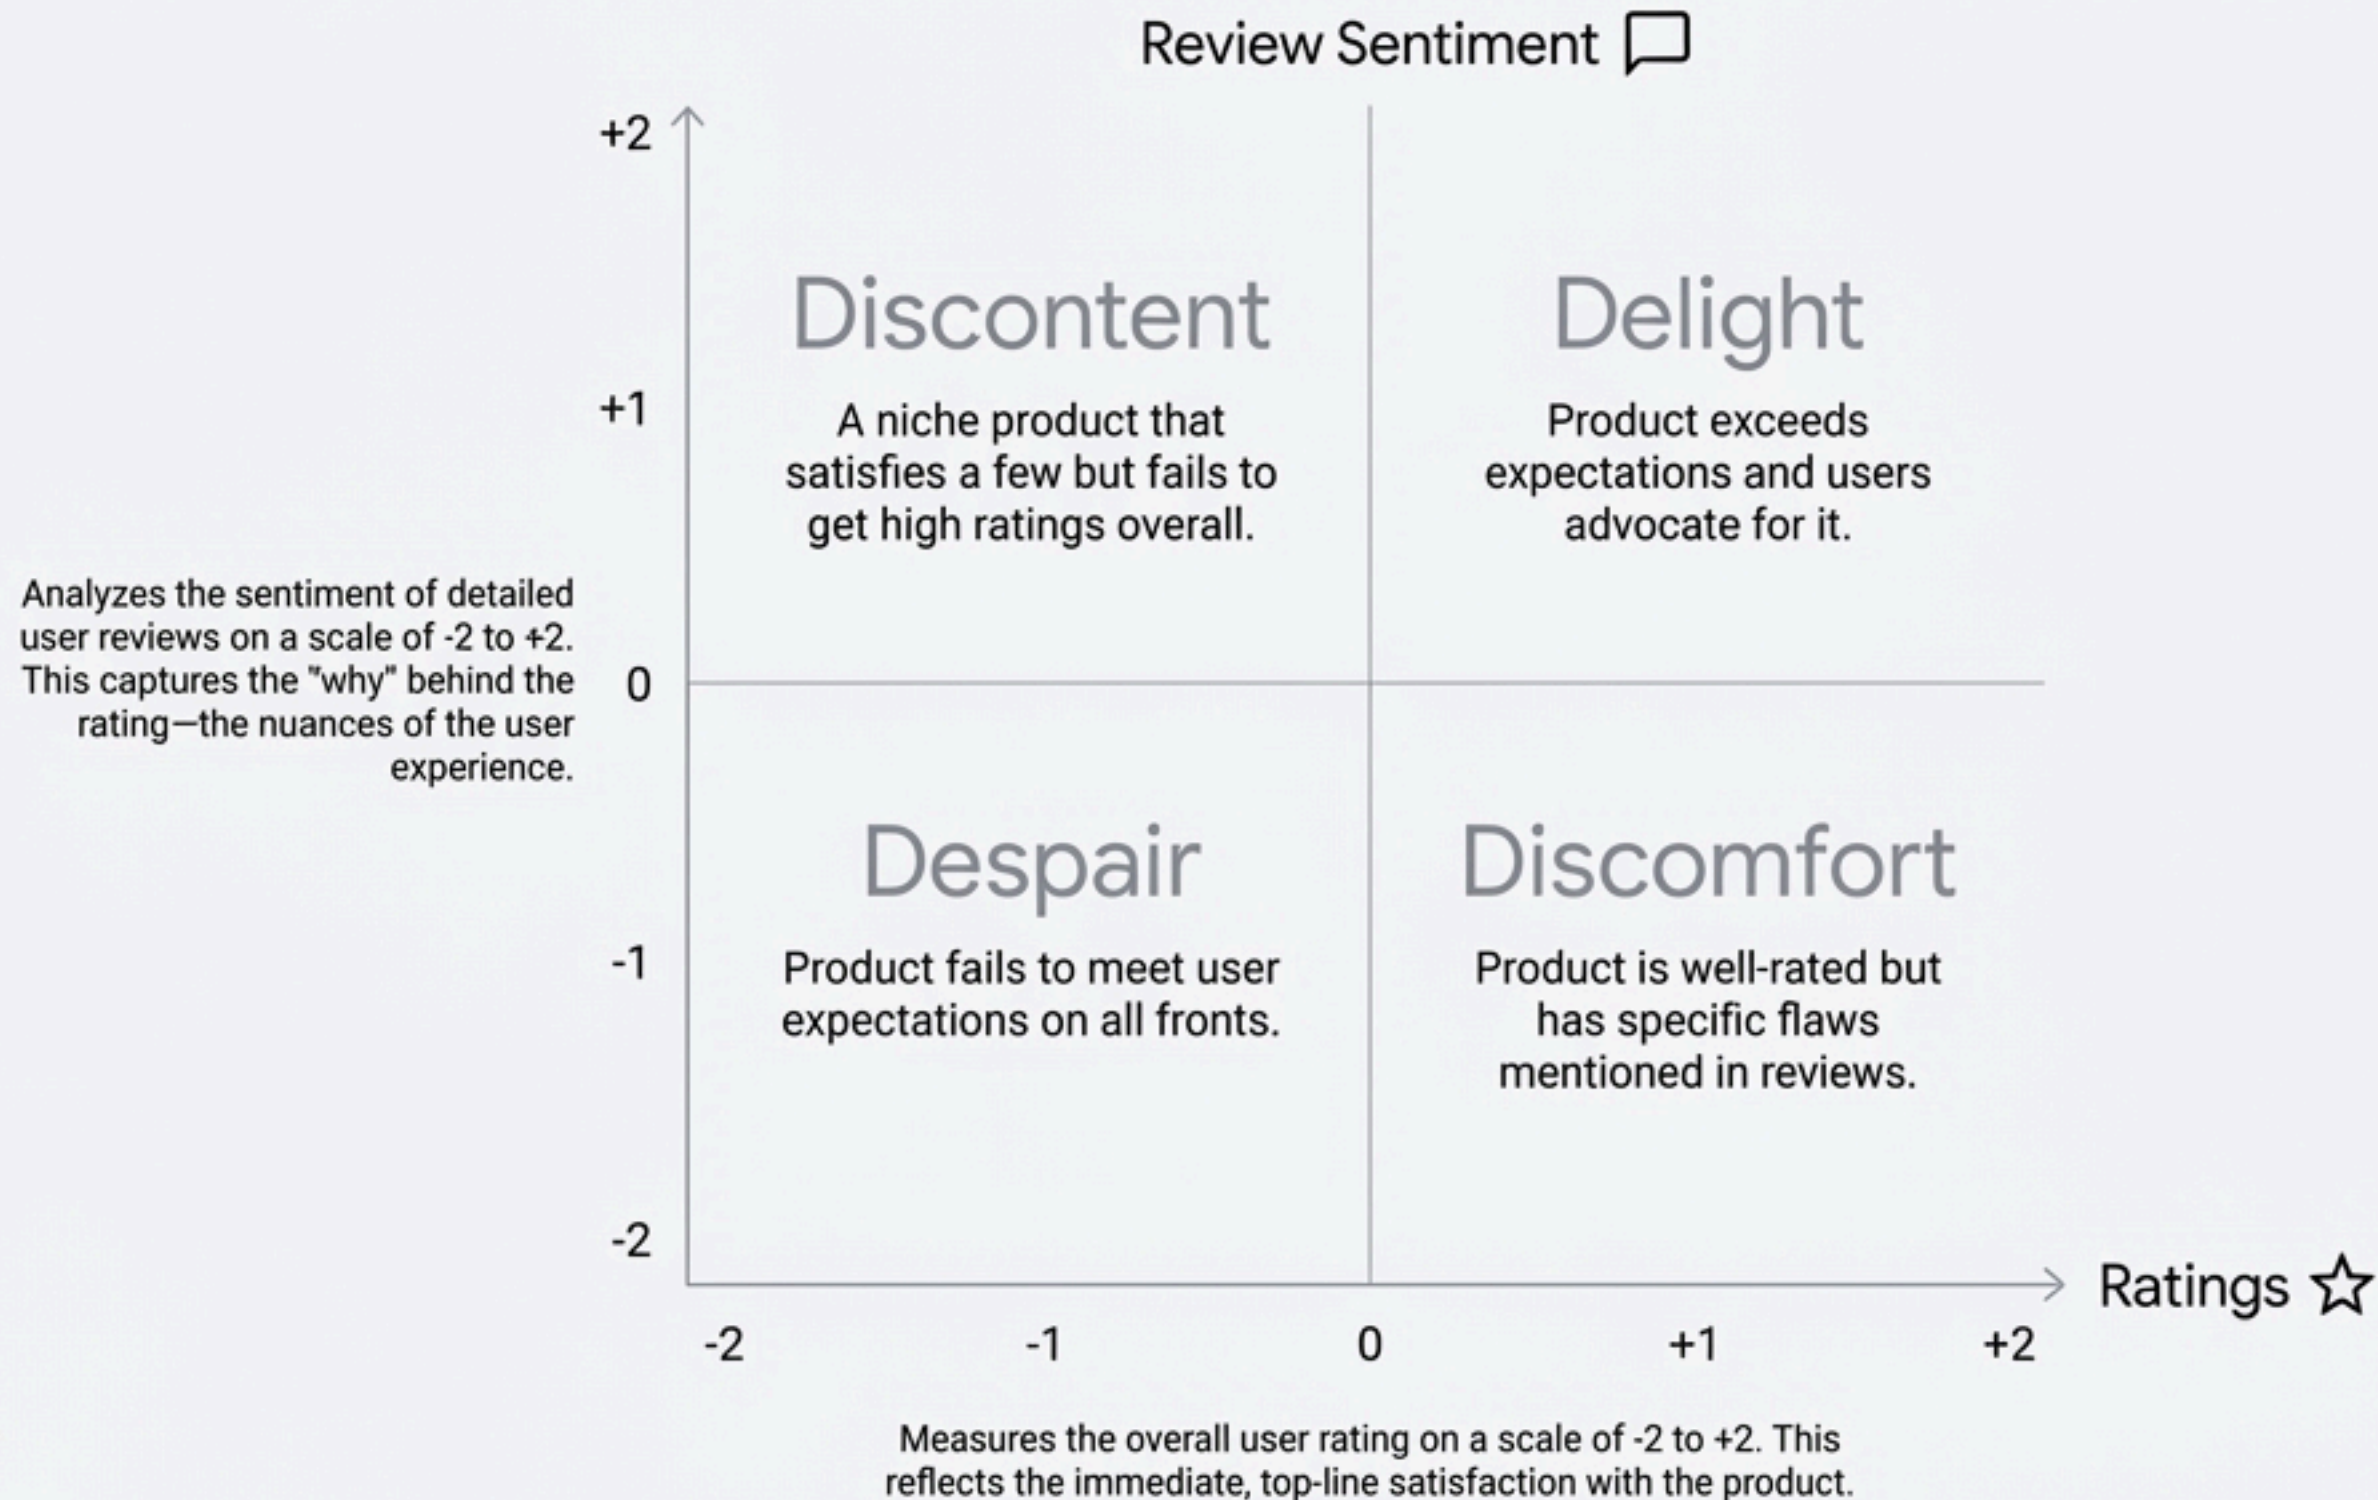 Review Sentiment
+2
Discontent
A niche product that
satisfies a few but fails to
get high ratings overall.
Delight
Product exceeds
expectations and users
advocate for it.
+1
Analyzes the sentiment of detailed
user reviews on a scale of -2 to +2.
This captures the "why" behind the
rating—the nuances of the user
experience.
0
Despair
Product fails to meet user
expectations on all fronts.
Discomfort
Product is well-rated but
has specific flaws
mentioned in reviews.
-1
-2
Ratings
-2 -1 0 +1 +2
Measures the overall user rating on a scale of -2 to +2. This
reflects the immediate, top-line satisfaction with the product.